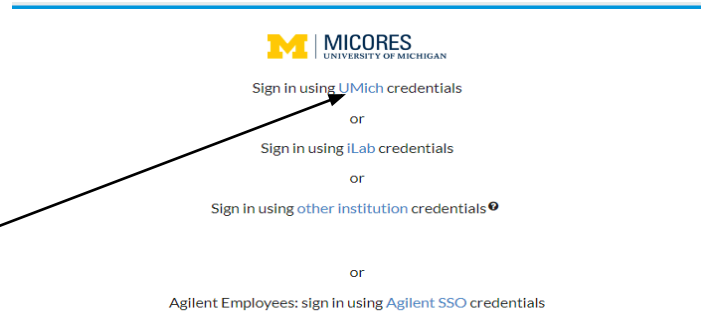 M | MICORES
UNIVERSITY OF MICHIGAN
Sign in using UMich credentials
or
Sign in using iLab credentials
or
Sign in using other institution credentials?
or
Agilent Employees: sign in using Agilent SSO credentials